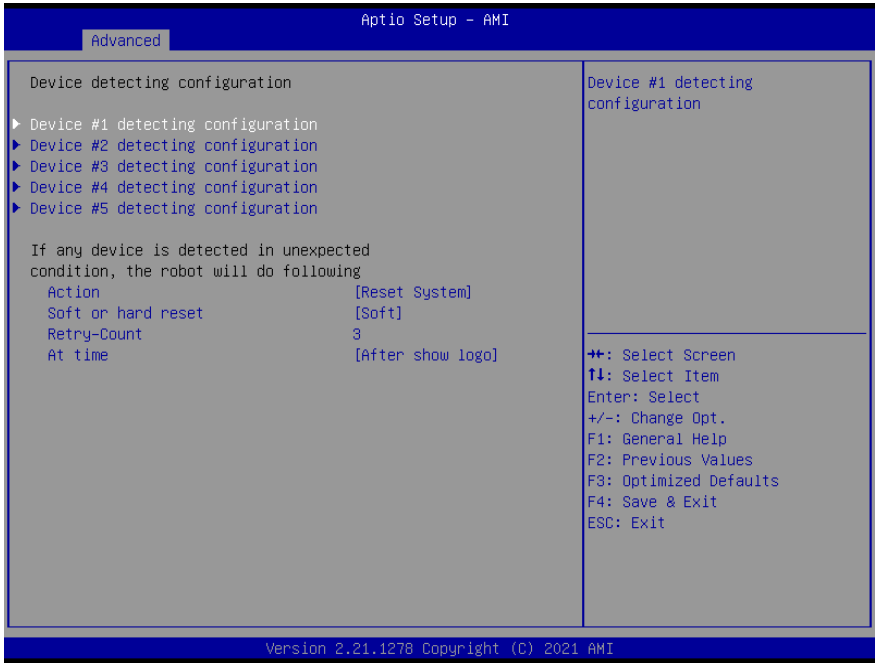 Aptio Setup – AMI
Advanced
Device detecting configuration
Device #1 detecting configuration
Device #2 detecting configuration
Device #3 detecting configuration
Device #4 detecting configuration
Device #5 detecting configuration
If any device is detected in unexpected
condition, the robot will do following
Action [Reset System]
Soft or hard reset [Soft]
Retry-Count 3
At time [After show logo]
Device #1 detecting
configuration
→←: Select Screen
↑↓: Select Item
Enter: Select
+/-: Change Opt.
F1: General Help
F2: Previous Values
F3: Optimized Defaults
F4: Save & Exit
ESC: Exit
Version 2.21.1278 Copyright (C) 2021 AMI